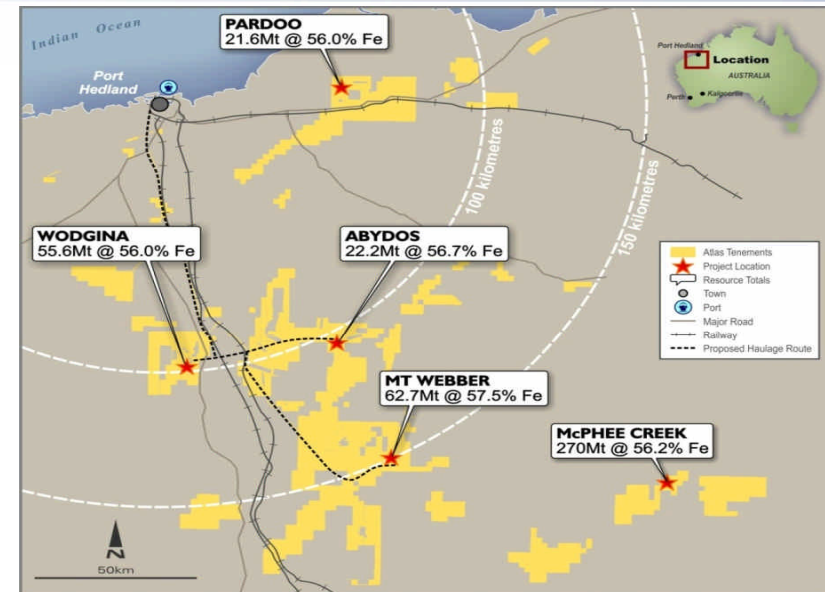 PARDOO
21.6Mt @ 56.0% Fe
Indian Ocean
Port
Hedland
Port Hedland
Location
AUSTRALIA
Perth
Kalgoorlie
100 kilometres
150 kilometres
WODGINA
55.6Mt @ 56.0% Fe
ABYDOS
22.2Mt @ 56.7% Fe
Atlas Tenements
Project Location
Resource Totals
Town
Port
Major Road
Railway
Proposed Haulage Route
MT WEBBER
62.7Mt @ 57.5% Fe
McPHEE CREEK
270Mt @ 56.2% Fe
N
50km